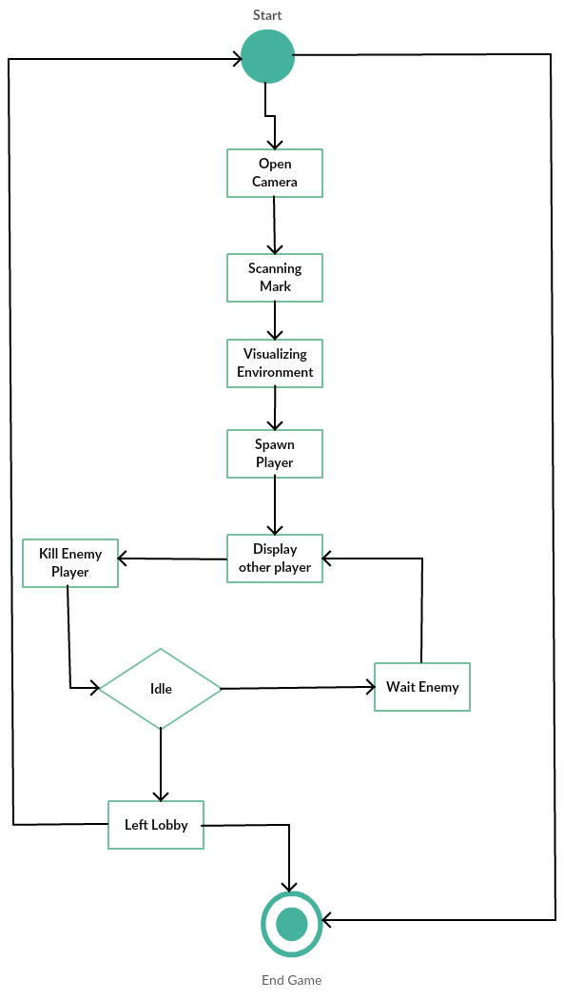 Start
Open
Camera
Scanning
Mark
Visualizing
Environment
Spawn
Player
Display
other player
Kill Enemy
Player
Idle
Wait Enemy
Left Lobby
End Game